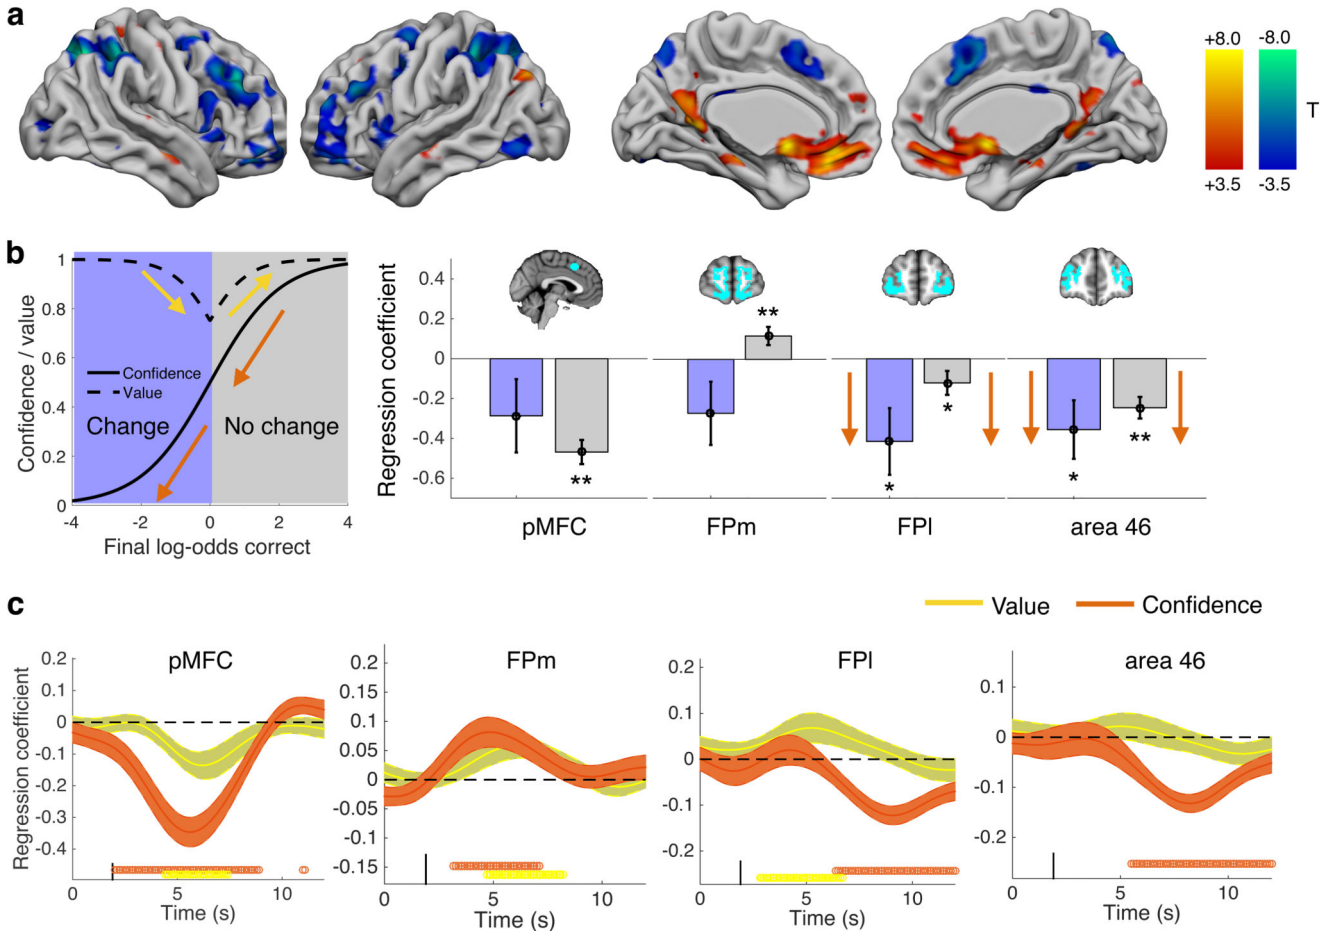 a
+8.0 -8.0
T
+3.5 -3.5
b
Confidence / value
1
0.8
0.6
0.4
0.2
0
Confidence
Value
Change No change
-4 -2 0 2 4
Final log-odds correct
Regression coefficient
0.4
0.2
0
-0.2
-0.4
-0.6
**
**
*
*
*
**
pMFC FPm FPl area 46
c
Value Confidence
pMFC
Regression coefficient
0.2
0.1
0
-0.1
-0.2
-0.3
-0.4
0 5 10
Time (s)
FPm
0.2
0.15
0.1
0.05
0
-0.05
-0.1
-0.15
0 5 10
Time (s)
FPl
0.2
0.1
0
-0.1
-0.2
0 5 10
Time (s)
area 46
0.1
0
-0.1
-0.2
0 5 10
Time (s)